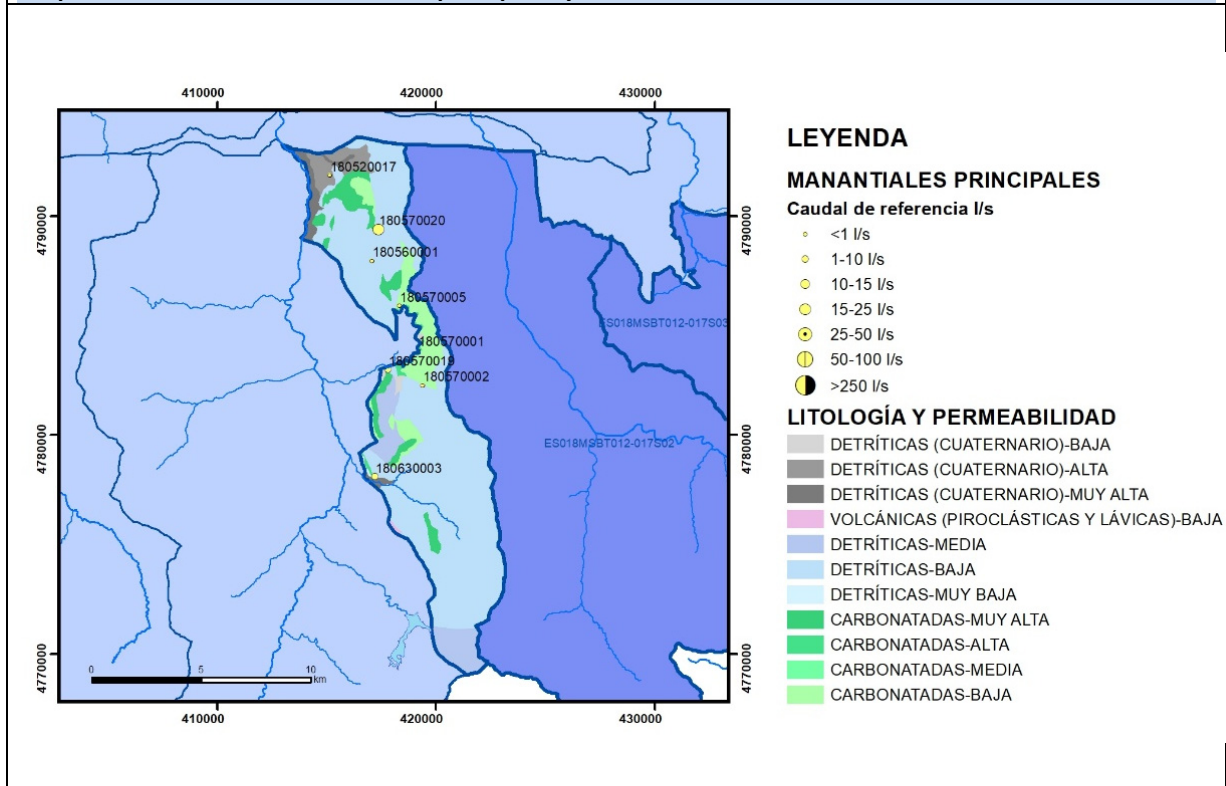 410000 420000 430000
4790000 4790000
4780000 4780000
4770000 4770000
180520017
180570020
180560001
180570005
180570001
180570019
180570002
180630003
ES018MSBT012-017S03
ES018MSBT012-017S02
0 5 10
km
410000 420000 430000
LEYENDA
MANANTIALES PRINCIPALES
Caudal de referencia l/s
<1 l/s
1-10 l/s
10-15 l/s
15-25 l/s
25-50 l/s
50-100 l/s
>250 l/s
LITOLOGÍA Y PERMEABILIDAD
DETRÍTICAS (CUATERNARIO)-BAJA
DETRÍTICAS (CUATERNARIO)-ALTA
DETRÍTICAS (CUATERNARIO)-MUY ALTA
VOLCÁNICAS (PIROCLÁSTICAS Y LÁVICAS)-BAJA
DETRÍTICAS-MEDIA
DETRÍTICAS-BAJA
DETRÍTICAS-MUY BAJA
CARBONATADAS-MUY ALTA
CARBONATADAS-ALTA
CARBONATADAS-MEDIA
CARBONATADAS-BAJA